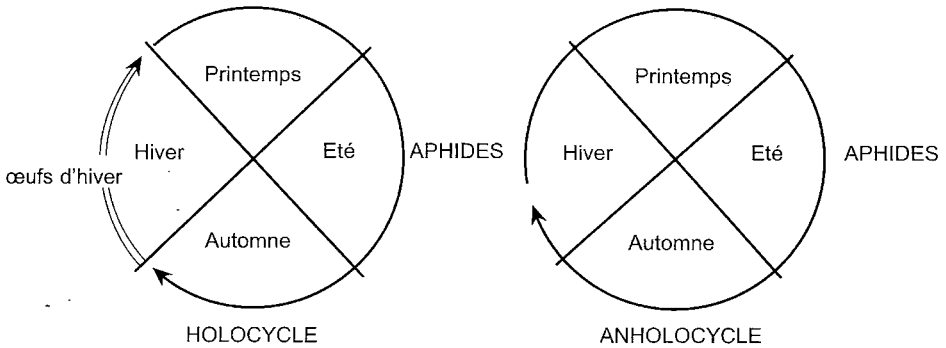 Printemps
Hiver
Eté
APHIDES
œufs d'hiver
Automne
HOLOCYCLE
Printemps
Hiver
Eté
APHIDES
Automne
ANHOLOCYCLE